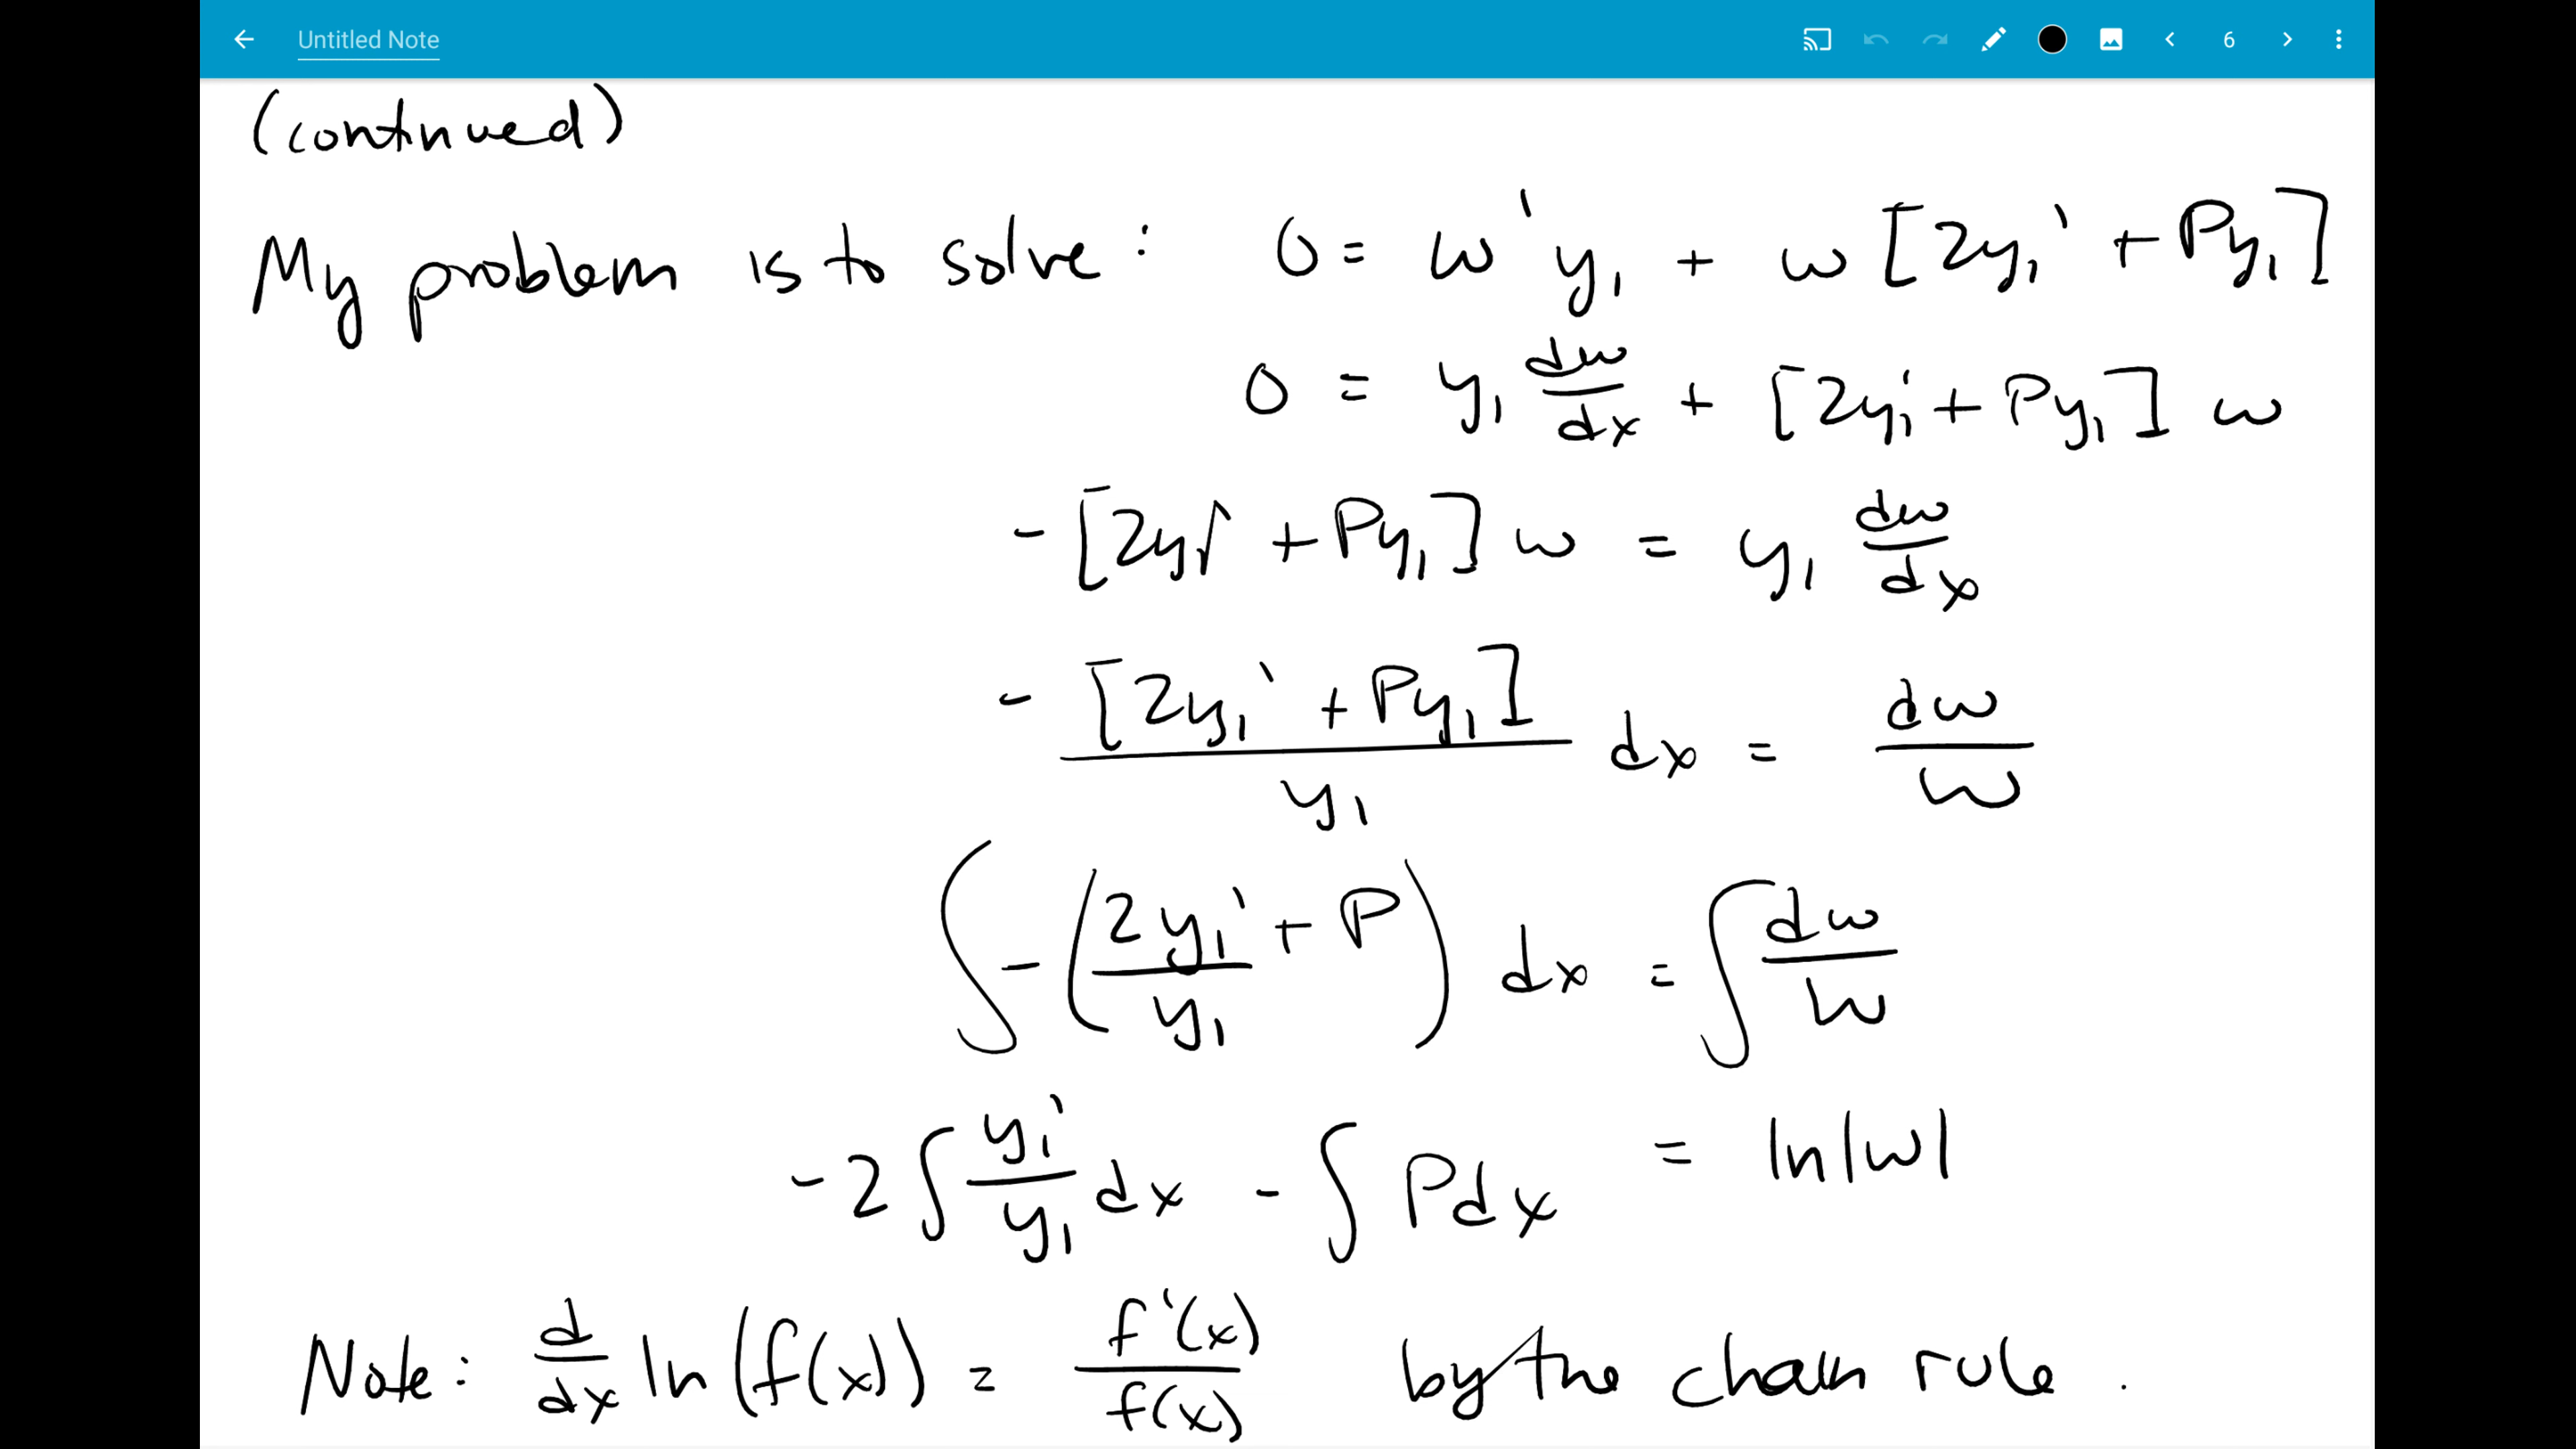 Untitled Note 6
(continued)
My problem is to solve: 0 = w' y₁ + w [2y₁' + Py₁]
0 = y₁ dw/dx + [2y₁' + Py₁] w
- [2y₁' + Py₁] w = y₁ dw/dx
- [2y₁' + Py₁]/y₁ dx = dw/w
∫ - (2y₁'/y₁ + P) dx = ∫ dw/w
-2 ∫ y₁'/y₁ dx - ∫ P dx = ln|w|
Note: d/dx ln(f(x)) = f'(x)/f(x) by the chain rule.